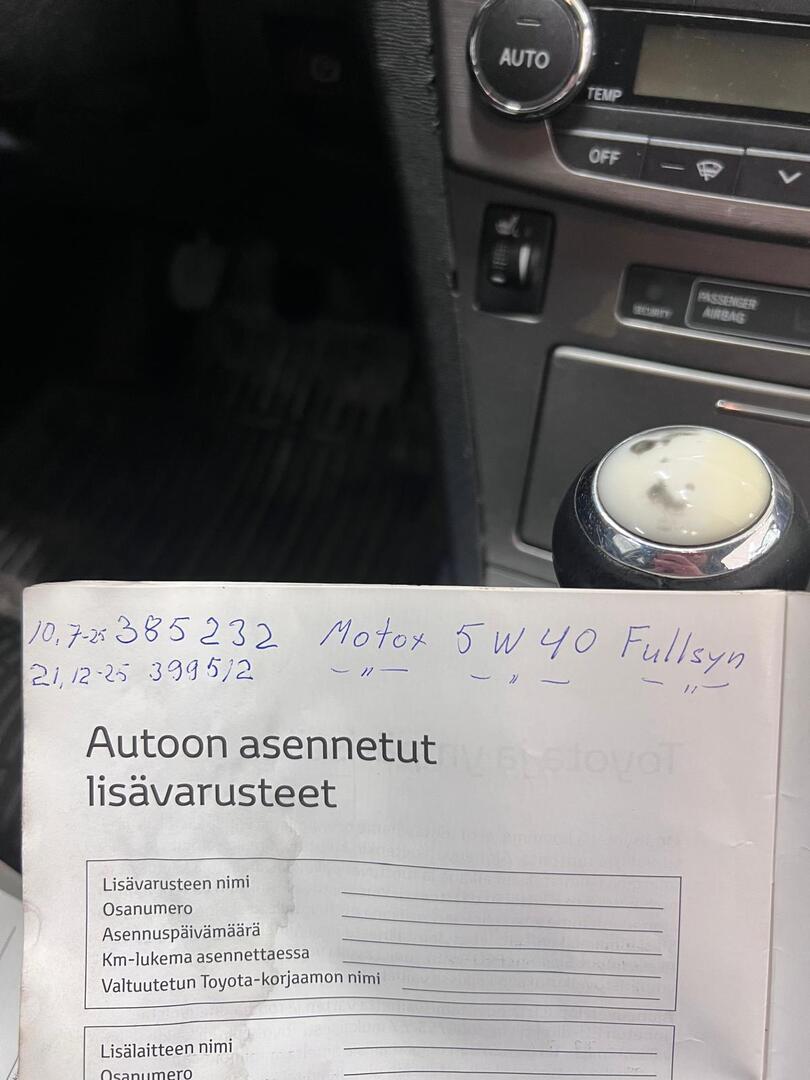 AUTO
TEMP
OFF
SECURITY
PASSENGER
AIRBAG
10,7-25 385232 Motox 5W40 Fullsyn
21,12-25 399512 —〃— —〃— —〃—
Autoon asennetut
lisävarusteet
Lisävarusteen nimi
Osanumero
Asennuspäivämäärä
Km-lukema asennettaessa
Valtuutetun Toyota-korjaamon nimi
Lisälaitteen nimi
Osanumero